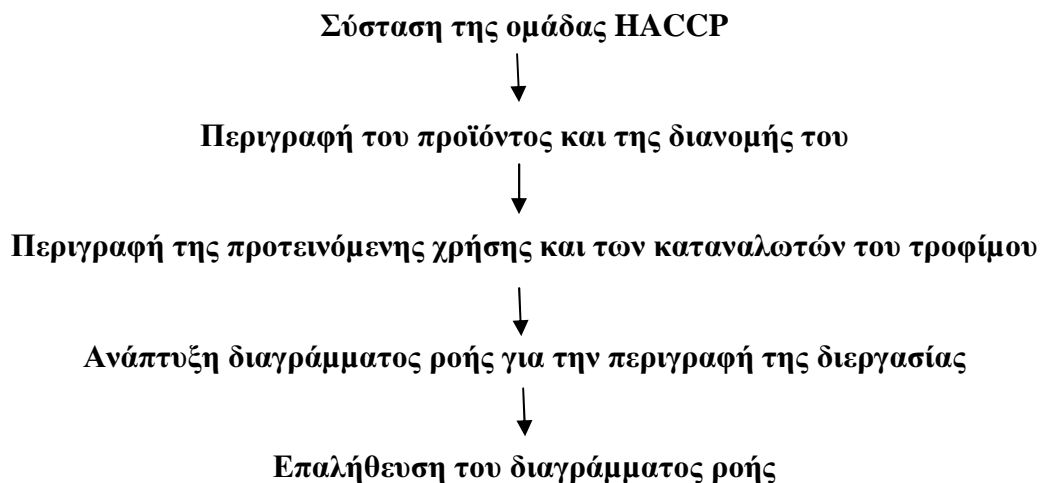 Σύσταση της ομάδας HACCP
Περιγραφή του προϊόντος και της διανομής του
Περιγραφή της προτεινόμενης χρήσης και των καταναλωτών του τροφίμου
Ανάπτυξη διαγράμματος ροής για την περιγραφή της διεργασίας
Επαλήθευση του διαγράμματος ροής